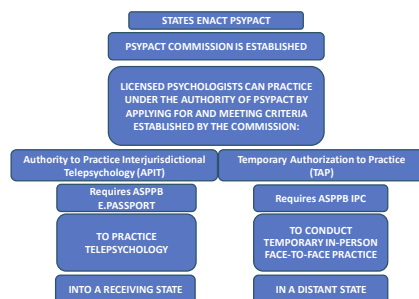 STATES ENACT PSYPACT
PSYPACT COMMISSION IS ESTABLISHED
LICENSED PSYCHOLOGISTS CAN PRACTICE
UNDER THE AUTHORITY OF PSYPACT BY
APPLYING FOR AND MEETING CRITERIA
ESTABLISHED BY THE COMMISSION:
Authority to Practice Interjurisdictional
Telepsychology (APIT)
Requires ASPPB
E.PASSPORT
TO PRACTICE
TELEPSYCHOLOGY
INTO A RECEIVING STATE
Temporary Authorization to Practice
(TAP)
Requires ASPPB IPC
TO CONDUCT
TEMPORARY IN-PERSON
FACE-TO-FACE PRACTICE
IN A DISTANT STATE